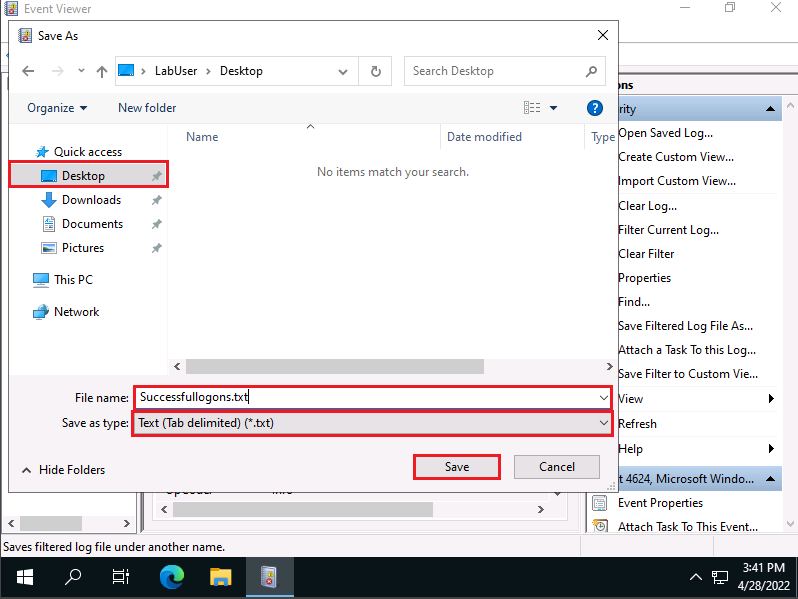 Event Viewer
Save As
LabUser > Desktop
Search Desktop
Organize
New folder
Name
Date modified
Type
No items match your search.
Quick access
Desktop
Downloads
Documents
Pictures
This PC
Network
File name:
Successfullogons.txt
Save as type:
Text (Tab delimited) (*.txt)
Hide Folders
Save
Cancel
ons
rity
Open Saved Log...
Create Custom View...
Import Custom View...
Clear Log...
Filter Current Log...
Clear Filter
Properties
Find...
Save Filtered Log File As...
Attach a Task To this Log...
Save Filter to Custom View...
View
Refresh
Help
t 4624, Microsoft Windo...
Event Properties
Attach Task To This Event...
Saves filtered log file under another name.
3:41 PM
4/28/2022